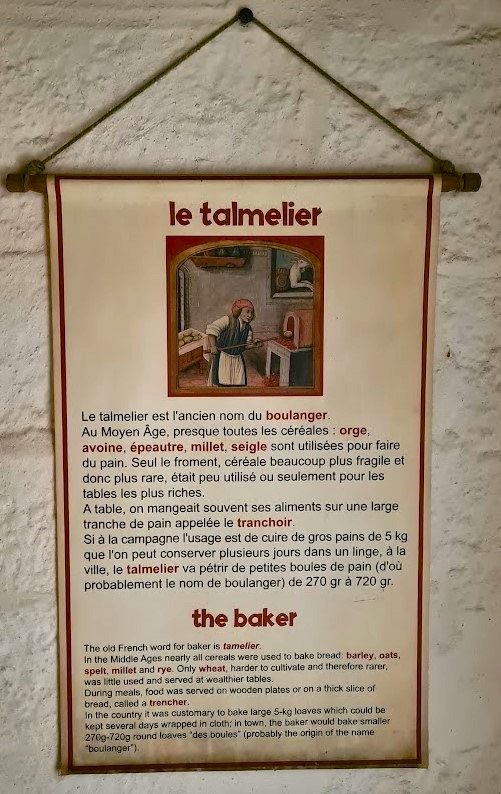 le talmelier
Le talmelier est l'ancien nom du boulanger.
Au Moyen Âge, presque toutes les céréales : orge,
avoine, épeautre, millet, seigle sont utilisées pour faire
du pain. Seul le froment, céréale beaucoup plus fragile et
donc plus rare, était peu utilisé ou seulement pour les
tables les plus riches.
A table, on mangeait souvent ses aliments sur une large
tranche de pain appelée le tranchoir.
Si à la campagne l'usage est de cuire de gros pains de 5 kg
que l'on peut conserver plusieurs jours dans un linge, à la
ville, le talmelier va pétrir de petites boules de pain (d'où
probablement le nom de boulanger) de 270 gr à 720 gr.
the baker
The old French word for baker is tamelier.
In the Middle Ages nearly all cereals were used to bake bread: barley, oats,
spelt, millet and rye. Only wheat, harder to cultivate and therefore rarer,
was little used and served at wealthier tables.
During meals, food was served on wooden plates or on a thick slice of
bread, called a trencher.
In the country it was customary to bake large 5-kg loaves which could be
kept several days wrapped in cloth; in town, the baker would bake smaller
270g-720g round loaves "des boules" (probably the origin of the name
"boulanger").